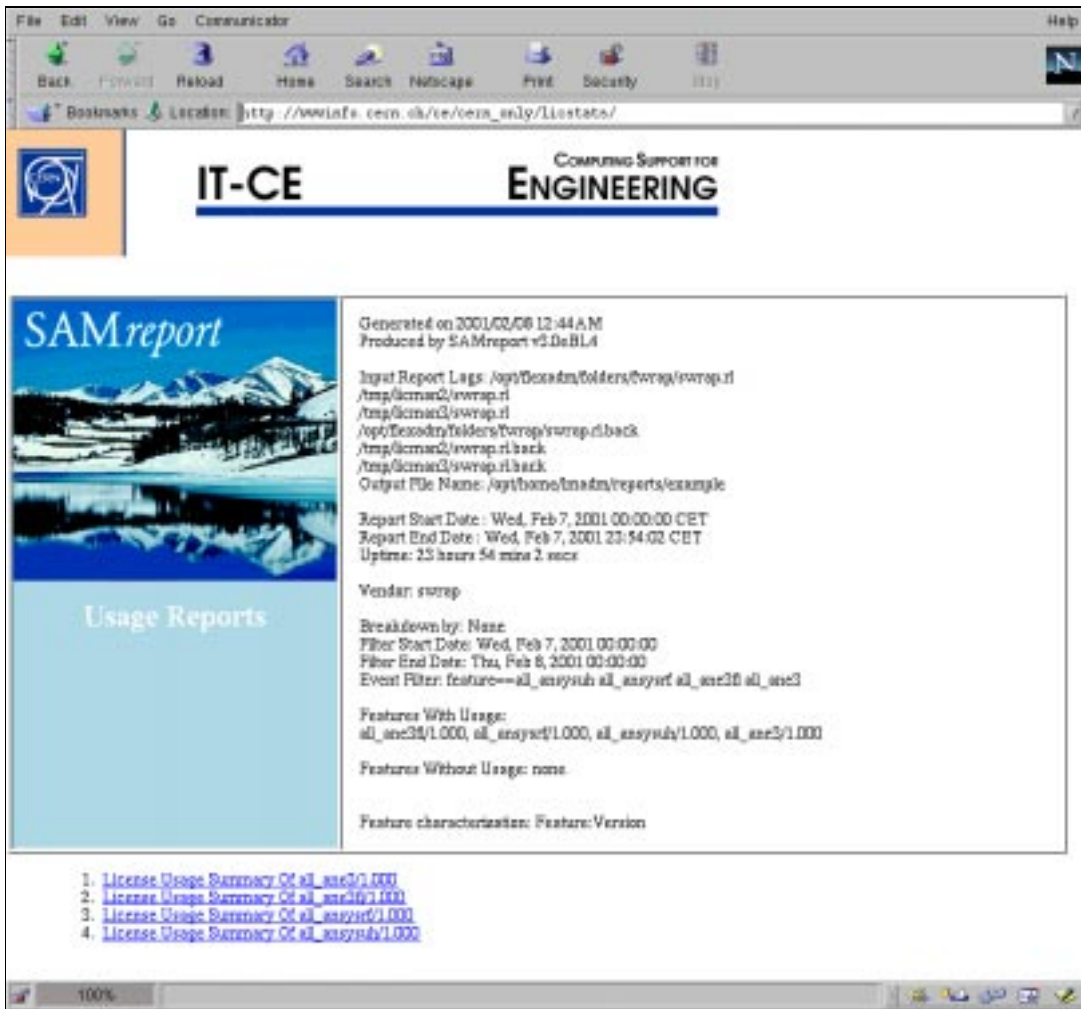 File Edit View Go Communicator Help
Back Forward Reload Home Search Netscape Print Security Stop
Bookmarks Location: http://wwwinfo.cern.ch/ce/cern_only/licstats/
CERN
IT-CE
COMPUTING SUPPORT FOR
ENGINEERING
SAMreport
Usage Reports
Generated on 2001/02/08 12:44 AM
Produced by SAMreport
Input Report Logs: /opt/flexadm/folders/fwrap/swrap.rl
/tmp/licman2/swrap.rl
/tmp/licman3/swrap.rl
/opt/flexadm/folders/fwrap/swrap.rl.back
/tmp/licman2/swrap.rl.back
/tmp/licman3/swrap.rl.back
Output File Name: /opt/home/lmadm/reports/example
Report Start Date : Wed, Feb 7, 2001 00:00:00 CET
Report End Date : Wed, Feb 7, 2001 23:54:02 CET
Uptime: 23 hours 54 mins 2 secs
Vendor: swrap
Breakdown by: None
Filter Start Date: Wed, Feb 7, 2001 00:00:00
Filter End Date: Thu, Feb 8, 2001 00:00:00
Event Filter: feature==all_ansysuh all_ansysrf all_ane3fl all_ane3
Features With Usage:
all_ane3fl/1.000, all_ansysrf/1.000, all_ansysuh/1.000, all_ane3/1.000
Features Without Usage: none
Feature characterization: Feature:Version
1. License Usage Summary Of all_ane3/1.000
2. License Usage Summary Of all_ane3fl/1.000
3. License Usage Summary Of all_ansysrf/1.000
4. License Usage Summary Of all_ansysuh/1.000
100%